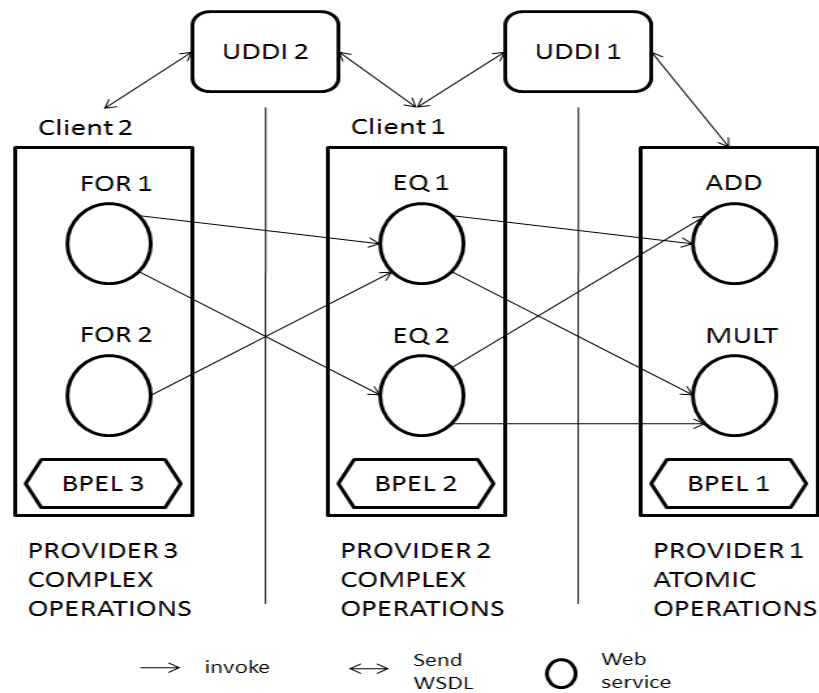 UDDI 2
UDDI 1
Client 2
Client 1
FOR 1
EQ 1
ADD
FOR 2
EQ 2
MULT
BPEL 3
BPEL 2
BPEL 1
PROVIDER 3
COMPLEX
OPERATIONS
PROVIDER 2
COMPLEX
OPERATIONS
PROVIDER 1
ATOMIC
OPERATIONS
invoke
Send
WSDL
Web
service